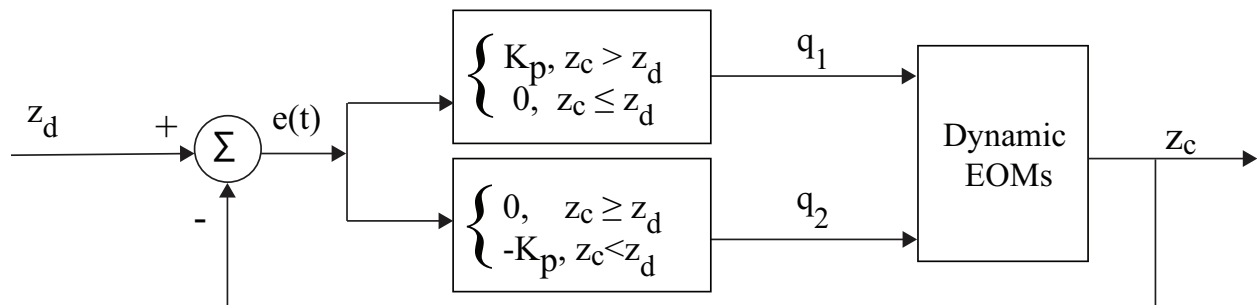 z_d
+
-
Σ
e(t)
{ K_p, z_c > z_d
0, z_c ≤ z_d
{ 0, z_c ≥ z_d
-K_p, z_c<z_d
q_1
q_2
Dynamic
EOMs
z_c